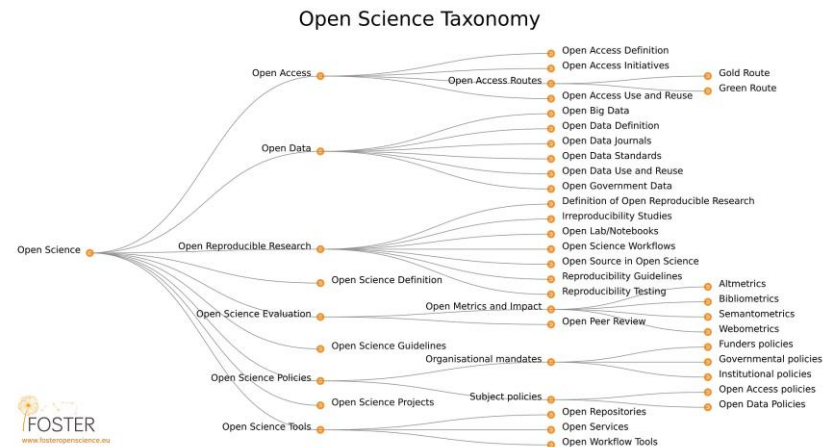 Open Science Taxonomy
Open Science
Open Access
Open Access Definition
Open Access Initiatives
Open Access Routes
Gold Route
Green Route
Open Access Use and Reuse
Open Data
Open Big Data
Open Data Definition
Open Data Journals
Open Data Standards
Open Data Use and Reuse
Open Government Data
Open Reproducible Research
Definition of Open Reproducible Research
Irreproducibility Studies
Open Lab/Notebooks
Open Science Workflows
Open Source in Open Science
Reproducibility Guidelines
Reproducibility Testing
Open Science Definition
Open Science Evaluation
Open Metrics and Impact
Altmetrics
Bibliometrics
Semantometrics
Webometrics
Open Peer Review
Open Science Guidelines
Open Science Policies
Organisational mandates
Funders policies
Governmental policies
Institutional policies
Subject policies
Open Access policies
Open Data Policies
Open Science Projects
Open Science Tools
Open Repositories
Open Services
Open Workflow Tools
FOSTER
www.fosteropenscience.eu